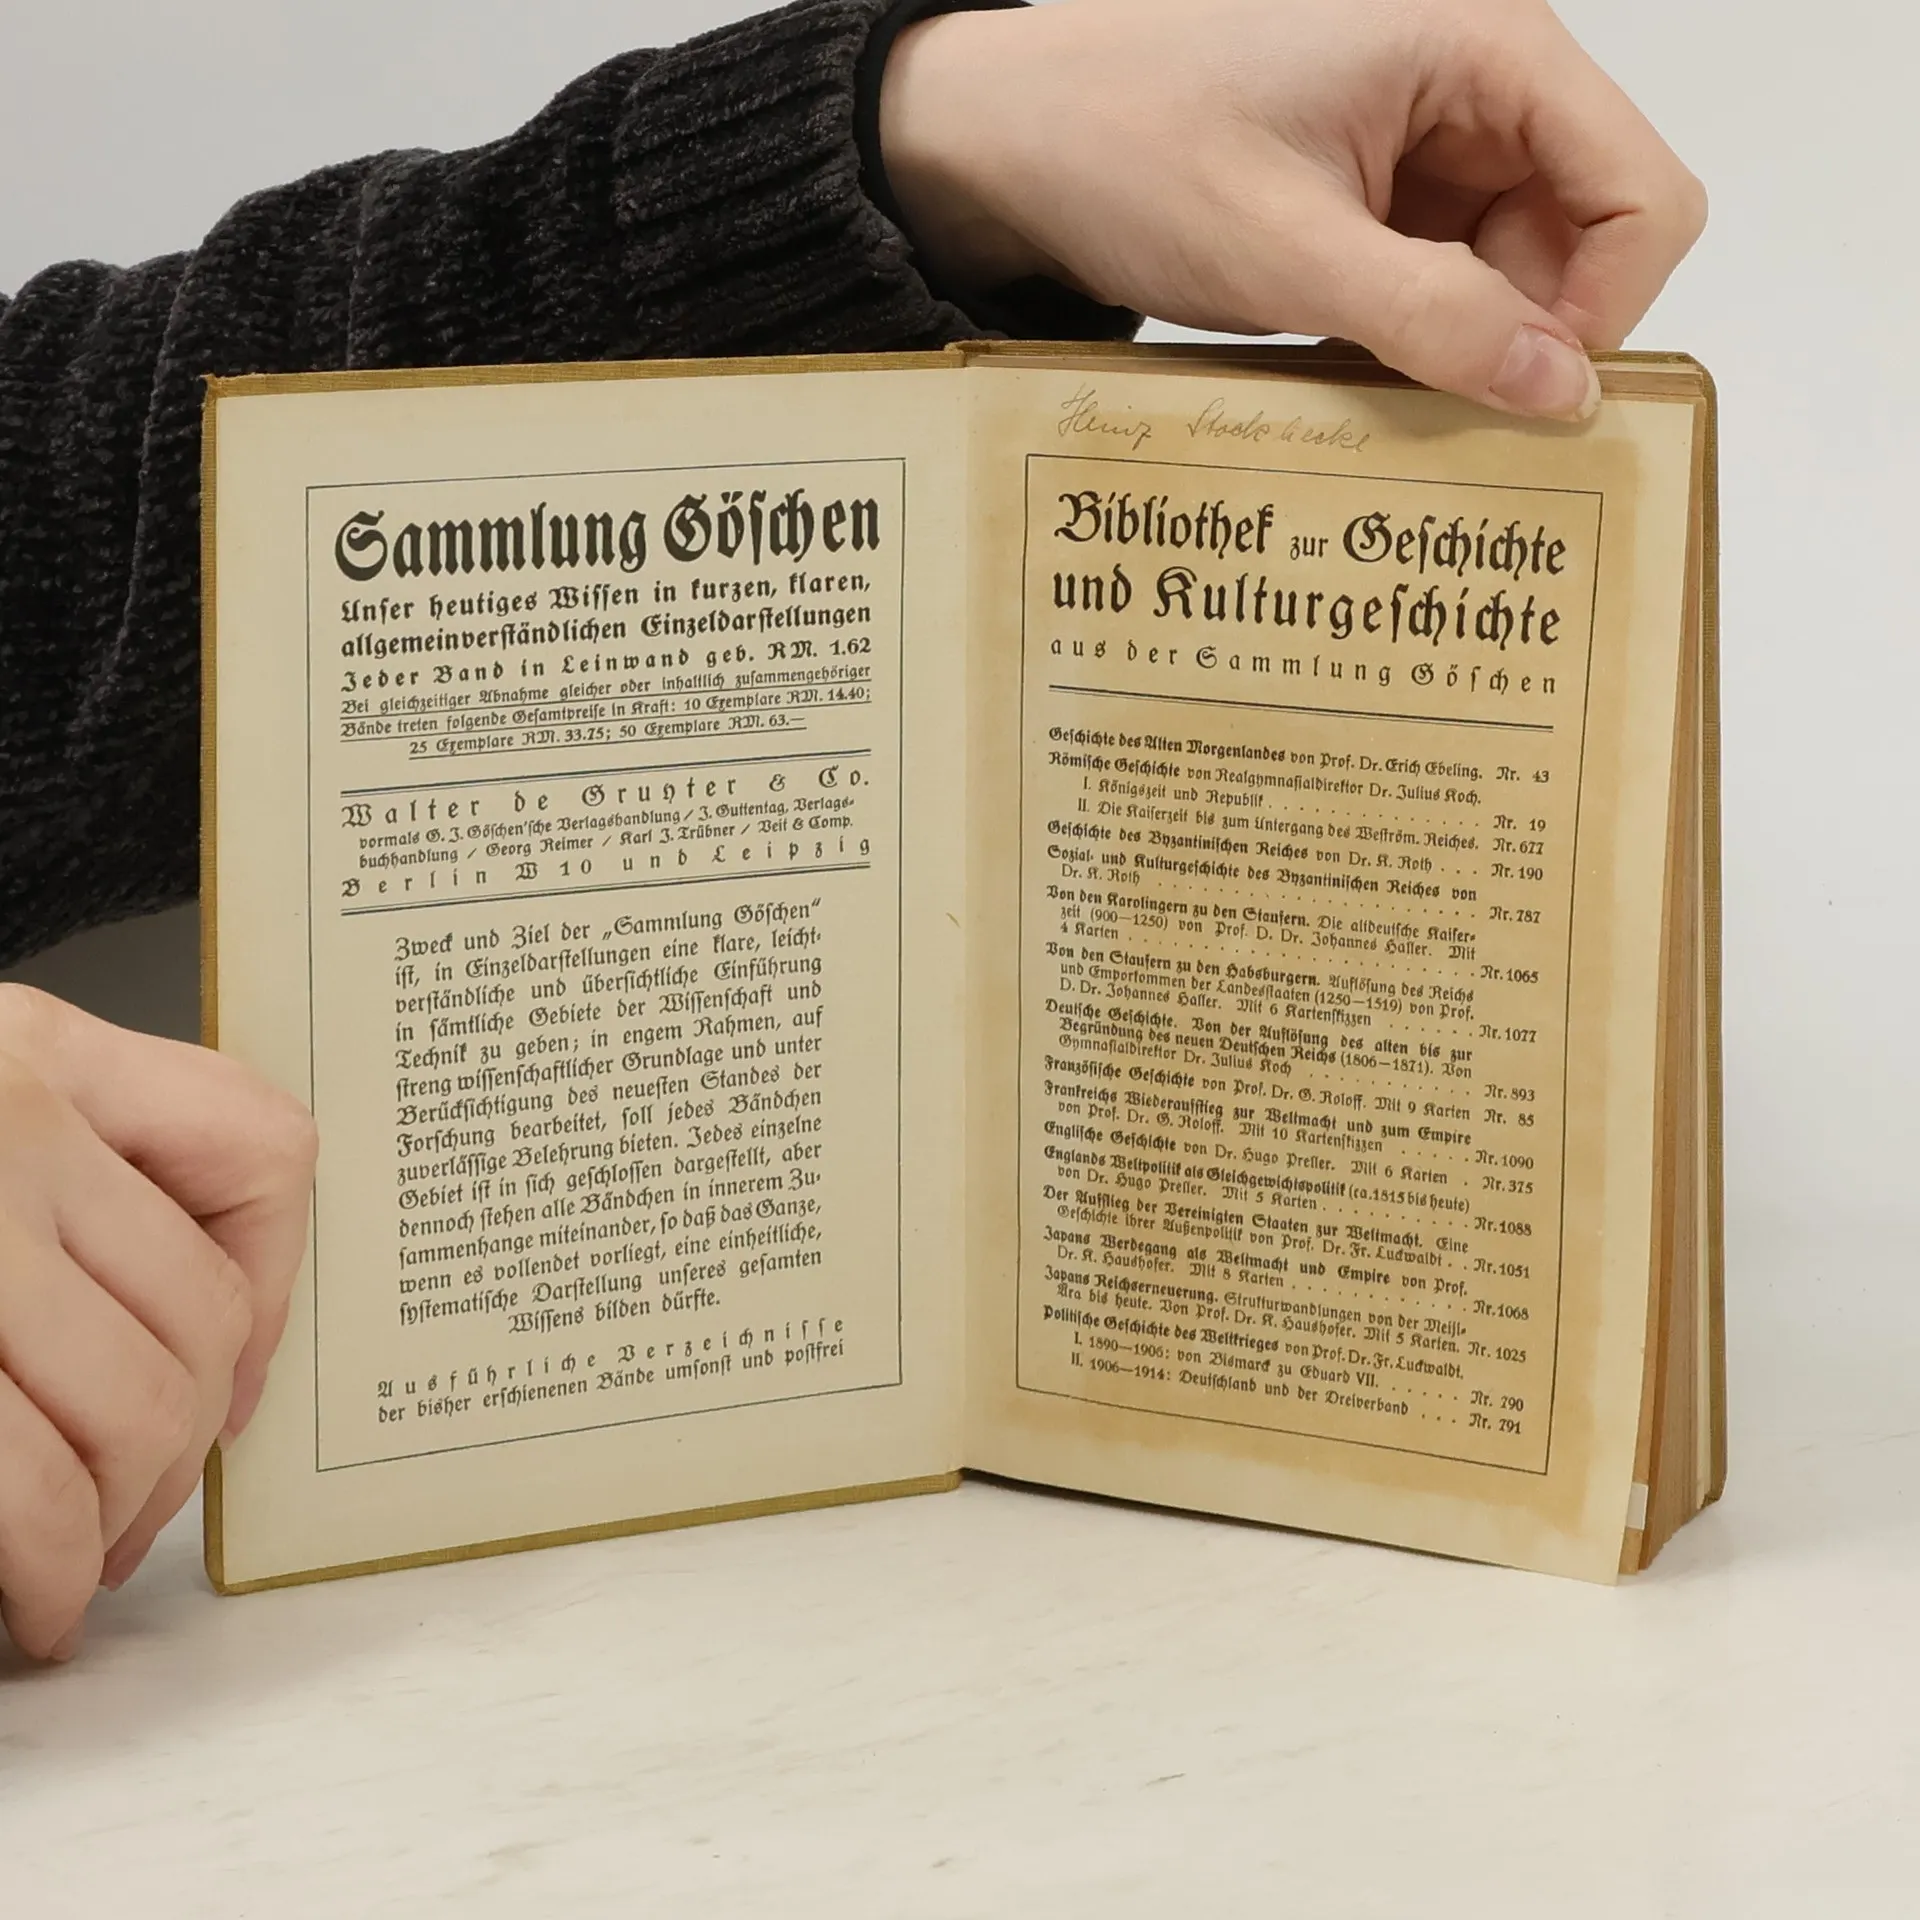 Sammlung Göschen
Unser heutiges Wissen in kurzen, klaren,
allgemeinverständlichen Einzeldarstellungen
Jeder Band in Leinwand geb. RM. 1.62
Bei gleichzeitiger Abnahme gleicher oder inhaltlich zusammengehöriger
Bände treten folgende Gesamtpreise in Kraft: 10 Exemplare RM. 14.40;
25 Exemplare RM. 33.75; 50 Exemplare RM. 63.—
Walter de Gruyter & Co.
vormals G. J. Göschen'sche Verlagshandlung / J. Guttentag, Verlags-
buchhandlung / Georg Reimer / Karl J. Trübner / Veit & Comp.
Berlin W 10 und Leipzig
Zweck und Ziel der „Sammlung Göschen“
ist, in Einzeldarstellungen eine klare, leicht-
verständliche und übersichtliche Einführung
in sämtliche Gebiete der Wissenschaft und
Technik zu geben; in engem Rahmen, auf
streng wissenschaftlicher Grundlage und unter
Berücksichtigung des neuesten Standes der
Forschung bearbeitet, soll jedes Bändchen
zuverlässige Belehrung bieten. Jedes einzelne
Gebiet ist in sich geschlossen dargestellt, aber
dennoch stehen alle Bändchen in innerem Zu-
sammenhange miteinander, so daß das Ganze,
wenn es vollendet vorliegt, eine einheitliche,
systematische Darstellung unseres gesamten
Wissens bilden dürfte.
Ausführliche Verzeichnisse
der bisher erschienenen Bände umsonst und postfrei
Heinz
Bibliothek zur Geschichte
und Kulturgeschichte
aus der Sammlung Göschen
Geschichte des Alten Morgenlandes von Prof. Dr. Erich Ebeling. Nr. 43
Römische Geschichte von Realgymnasialdirektor Dr. Julius Koch.
I. Königszeit und Republik . . . . . . . . . . . . Nr. 19
II. Die Kaiserzeit bis zum Untergang des Weström. Reiches. Nr. 677
Geschichte des Byzantinischen Reiches von Dr. K. Roth . . . Nr. 190
Sozial- und Kulturgeschichte des Byzantinischen Reiches von
Dr. K. Roth . . . . . . . . . . . . . . . . Nr. 787
Von den Karolingern zu den Staufern. Die altdeutsche Kaiser-
zeit (900—1250) von Prof. D. Dr. Johannes Haller. Mit
4 Karten . . . . . . . . . . . . . . . . . Nr. 1065
Von den Staufern zu den Habsburgern. Auflösung des Reichs
und Emporkommen der Landesstaaten (1250—1519) von Prof.
D. Dr. Johannes Haller. Mit 6 Kartenskizzen . . . . . . Nr. 1077
Deutsche Geschichte. Von der Auflösung des alten bis zur
Begründung des neuen Deutschen Reichs (1806—1871). Von
Gymnasialdirektor Dr. Julius Koch . . . . . . . . . . Nr. 893
Französische Geschichte von Prof. Dr. G. Roloff. Mit 9 Karten Nr. 85
Frankreichs Wiederaufstieg zur Weltmacht und zum Empire
von Prof. Dr. G. Roloff. Mit 10 Kartenskizzen . . . . . Nr. 1090
Englische Geschichte von Dr. Hugo Preller. Mit 6 Karten . Nr. 375
Englands Weltpolitik als Gleichgewichtspolitik (ca. 1815 bis heute)
von Dr. Hugo Preller. Mit 5 Karten . . . . . . . . . . Nr. 1088
Der Aufstieg der Vereinigten Staaten zur Weltmacht. Eine
Geschichte ihrer Außenpolitik von Prof. Dr. Fr. Luckwaldt . . Nr. 1051
Japans Werdegang als Weltmacht und Empire von Prof.
Dr. K. Haushofer. Mit 8 Karten . . . . . . . . . . . Nr. 1068
Japans Reichserneuerung. Strukturwandlungen von der Meiji-
Ära bis heute. Von Prof. Dr. K. Haushofer. Mit 5 Karten. Nr. 1025
Politische Geschichte des Weltkrieges von Prof. Dr. Fr. Luckwaldt.
I. 1890—1906: von Bismarck zu Eduard VII. . . . . . Nr. 790
II. 1906—1914: Deutschland und der Dreiverband . . . Nr. 791